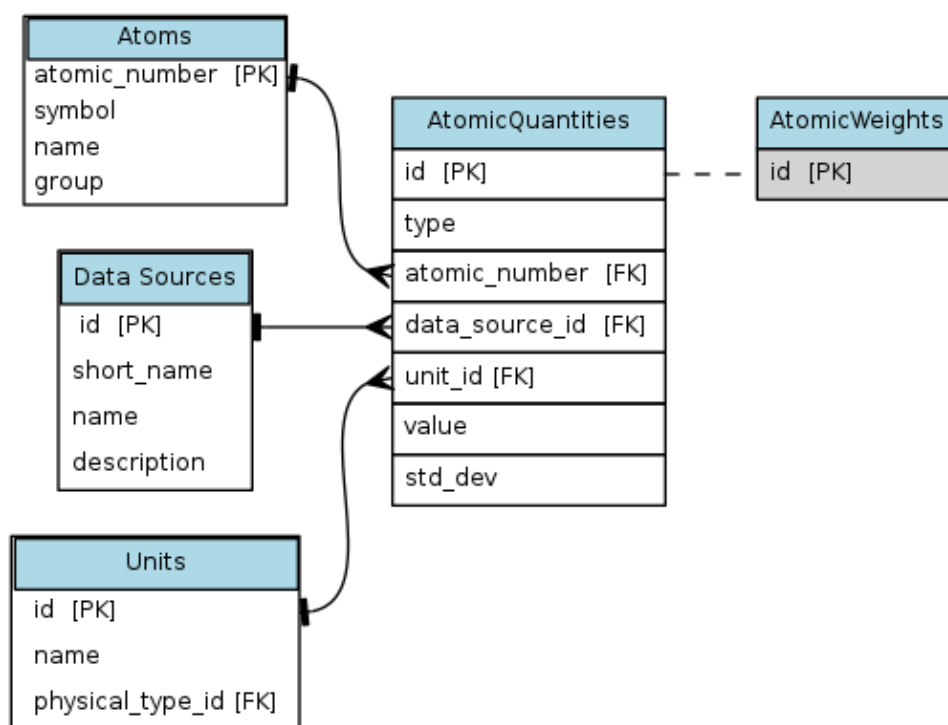 Atoms
atomic_number [PK]
symbol
name
group
Data Sources
id [PK]
short_name
name
description
Units
id [PK]
name
physical_type_id [FK]
AtomicQuantities
id [PK]
type
atomic_number [FK]
data_source_id [FK]
unit_id [FK]
value
std_dev
AtomicWeights
id [PK]